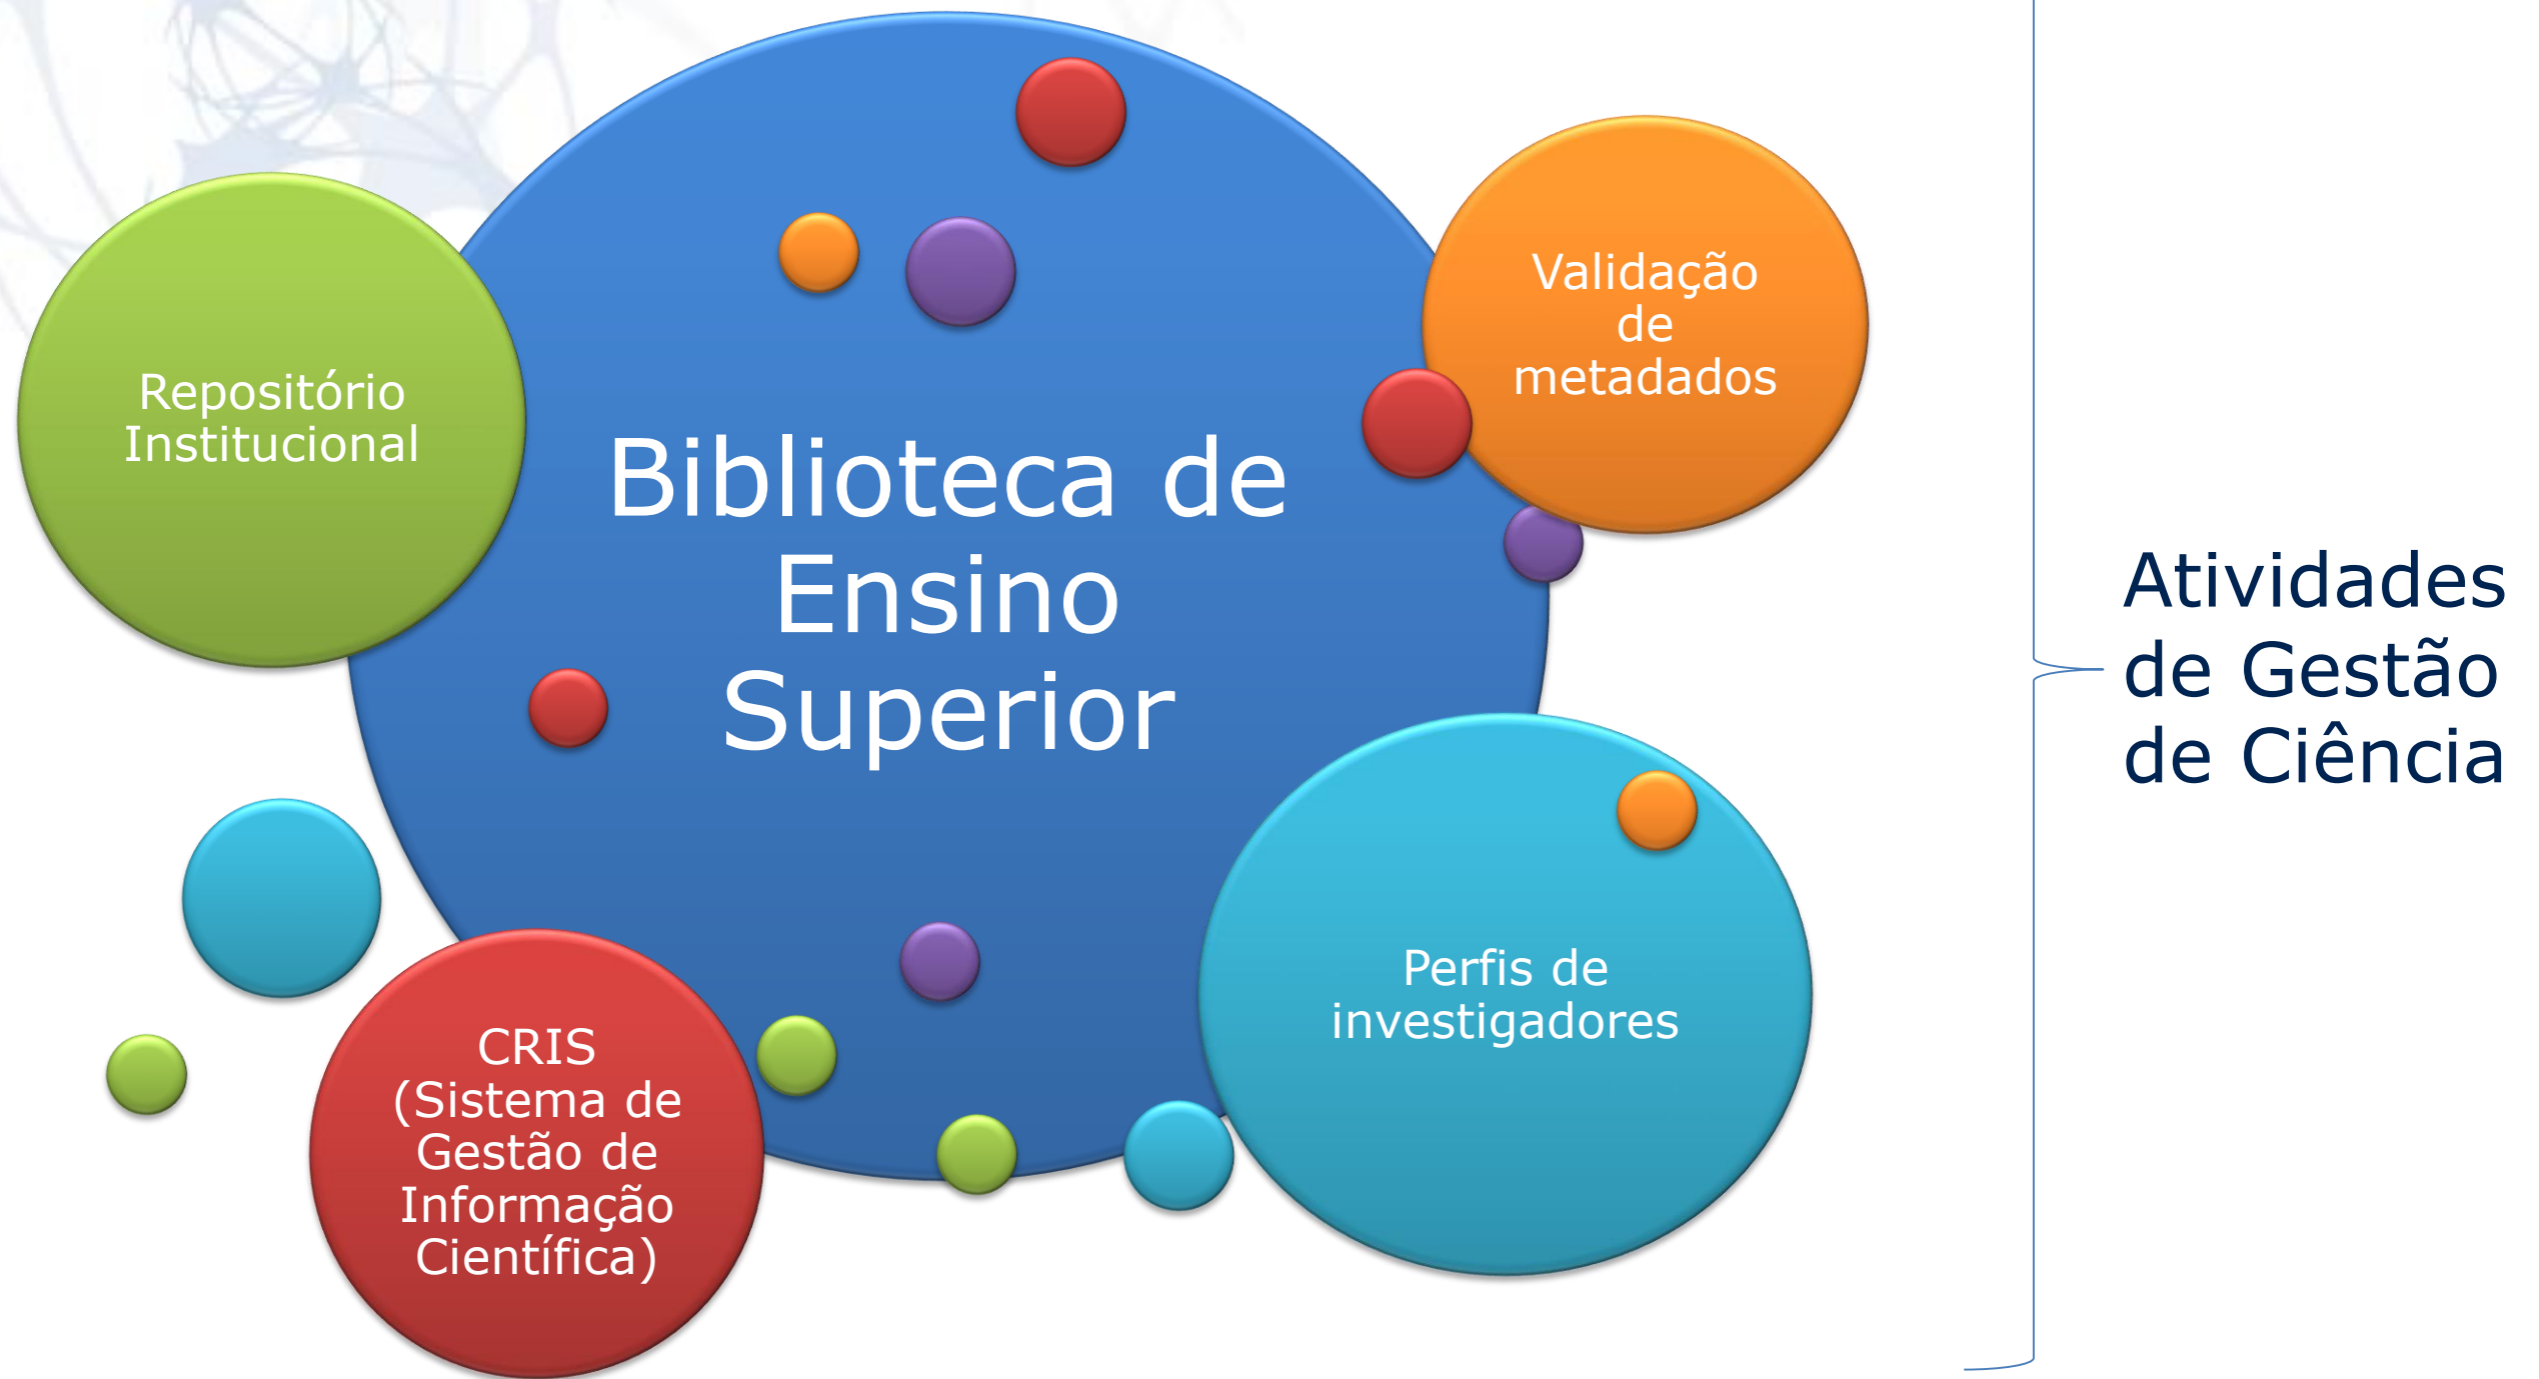 Repositório
Institucional
Biblioteca de
Ensino
Superior
Validação
de
metadados
Perfis de
investigadores
CRIS
(Sistema de
Gestão de
Informação
Científica)
Atividades
de Gestão
de Ciência